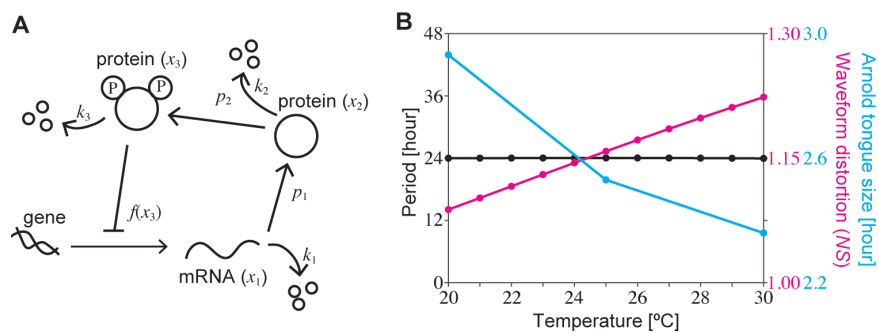 A
protein (x₃)
P
P
k₃
p₂
k₂
protein (x₂)
f(x₃)
p₁
gene
mRNA (x₁)
k₁
B
48
36
24
12
0
Period [hour]
20
22
24
26
28
30
Temperature [ºC]
1.30
1.15
1.00
Waveform distortion (NS)
3.0
2.6
2.2
Arnold tongue size [hour]